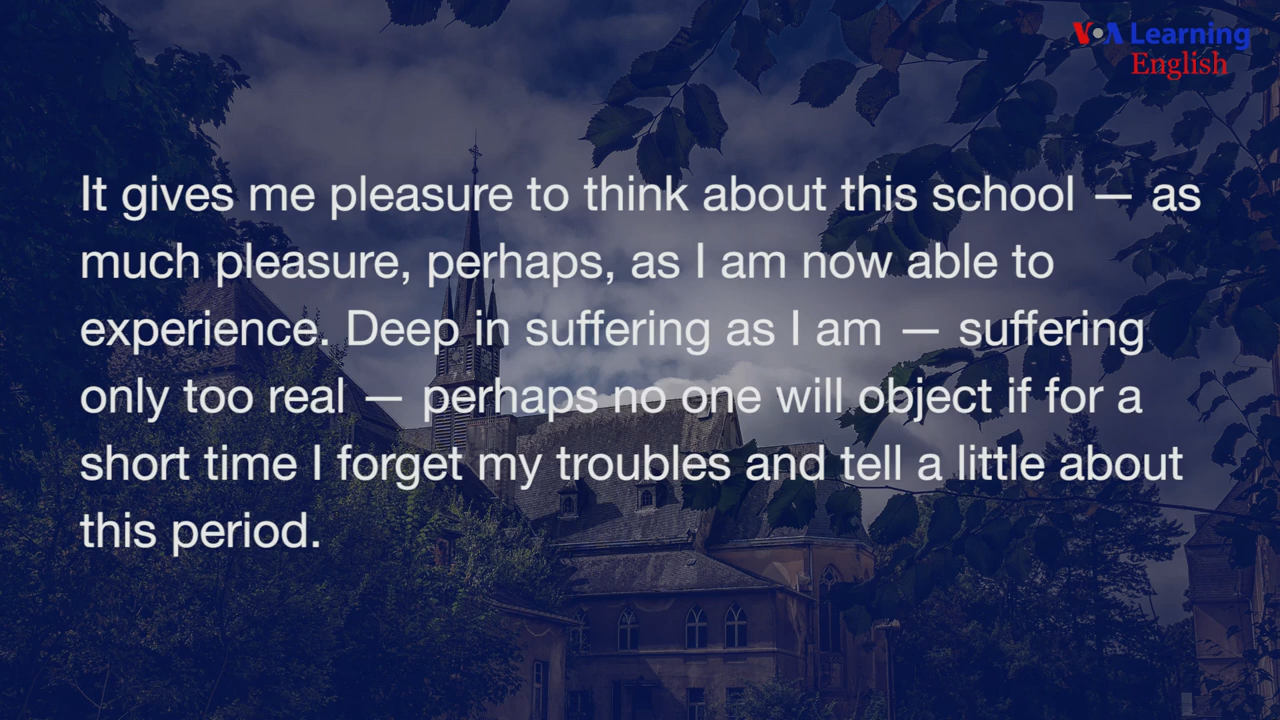 VOA Learning
English
It gives me pleasure to think about this school — as
much pleasure, perhaps, as I am now able to
experience. Deep in suffering as I am — suffering
only too real — perhaps no one will object if for a
short time I forget my troubles and tell a little about
this period.